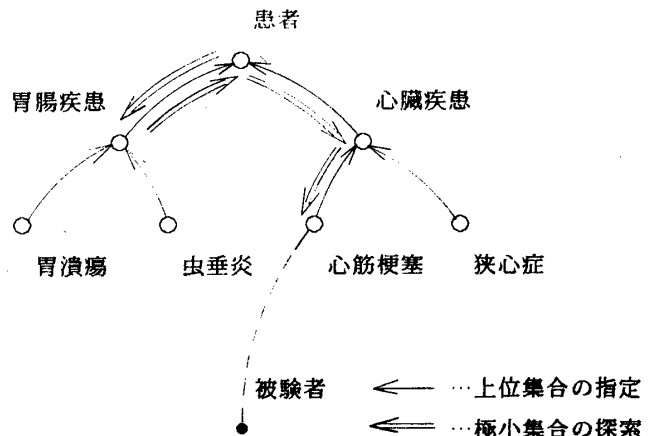 患者
胃腸疾患
心臓疾患
胃潰瘍
虫垂炎
心筋梗塞
狭心症
被験者
…上位集合の指定
…極小集合の探索